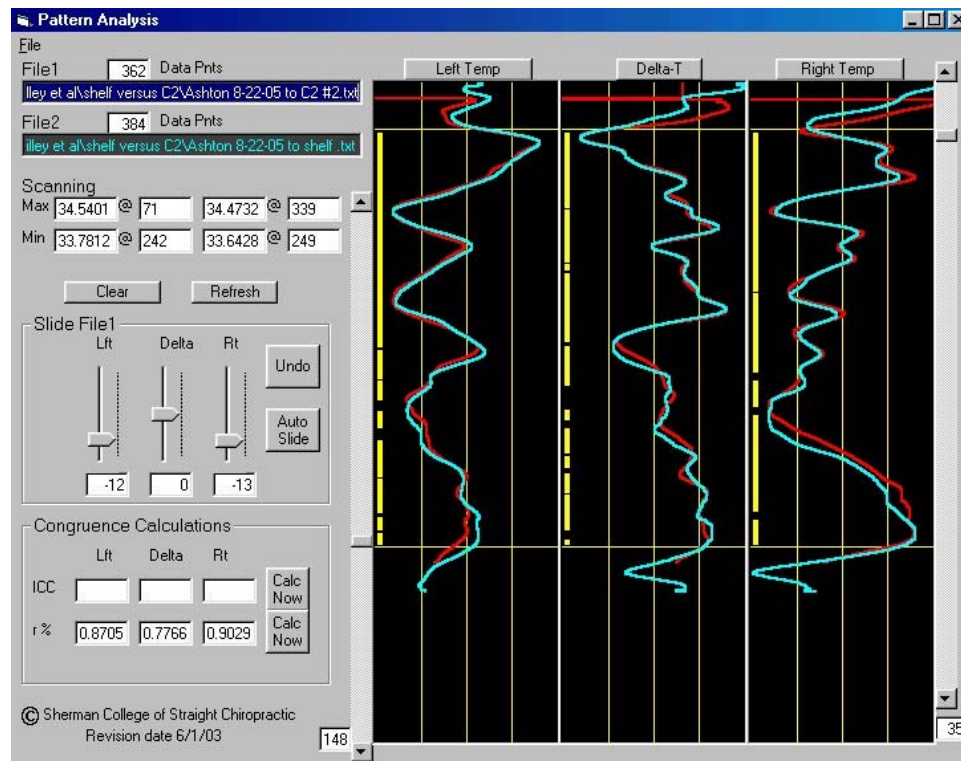 Pattern Analysis
File
File1 362 Data Pnts
lley et al\shelf versus C2\Ashton 8-22-05 to C2 #2.txt
File2 384 Data Pnts
illey et al\shelf versus C2\Ashton 8-22-05 to shelf .txt
Scanning
Max 34.5401 @ 71 34.4732 @ 339
Min 33.7812 @ 242 33.6428 @ 249
Clear Refresh
Slide File1
Lft Delta Rt
Undo
Auto Slide
-12 0 -13
Congruence Calculations
Lft Delta Rt
ICC Calc Now
r % 0.8705 0.7766 0.9029 Calc Now
© Sherman College of Straight Chiropractic
Revision date 6/1/03
148
Left Temp Delta-T Right Temp